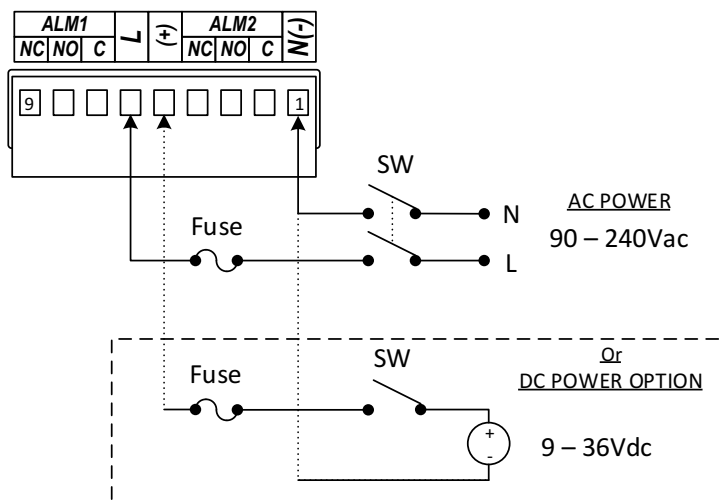 ALM1 L (+) ALM2 N(-)
NC NO C NC NO C
9 1
SW
N AC POWER
Fuse 90 – 240Vac
L
Or
Fuse SW DC POWER OPTION
+
- 9 – 36Vdc